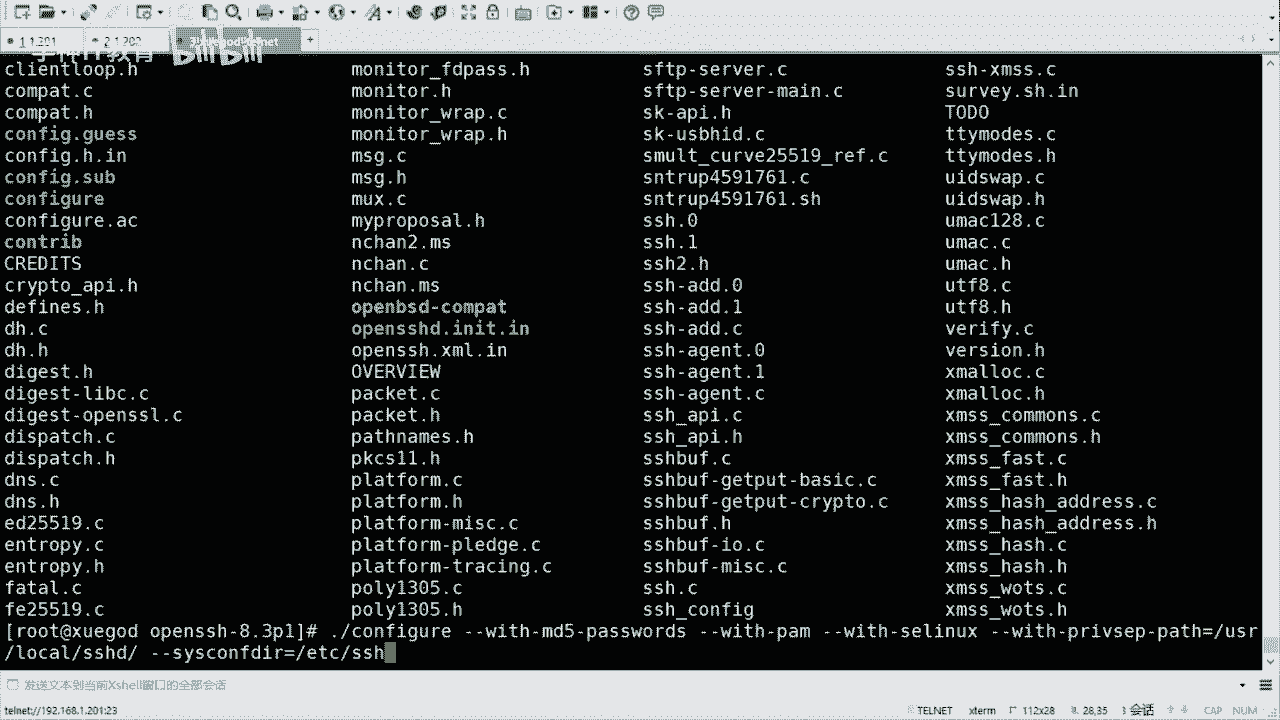 1 1.201
2 1.202
bilibili
clientloop.h monitor_fdpass.h sftp-server.c ssh-xmss.c
compat.c monitor.h sftp-server-main.c survey.sh.in
compat.h monitor_wrap.c sk-api.h TODO
config.guess monitor_wrap.h sk-usbhid.c ttymodes.c
config.h.in msg.c smult_curve25519_ref.c ttymodes.h
config.sub msg.h sntrup4591761.c uidswap.c
configure mux.c sntrup4591761.sh uidswap.h
configure.ac myproposal.h ssh.0 umac128.c
contrib nchan2.ms ssh.1 umac.c
CREDITS nchan.c ssh2.h umac.h
crypto_api.h nchan.ms ssh-add.0 utf8.c
defines.h openbsd-compat ssh-add.1 utf8.h
dh.c opensshd.init.in ssh-add.c verify.c
dh.h openssh.xml.in ssh-agent.0 version.h
digest.h OVERVIEW ssh-agent.1 xmalloc.c
digest-libc.c packet.c ssh-agent.c xmalloc.h
digest-openssl.c packet.h ssh_api.c xmss_commons.c
dispatch.c pathnames.h ssh_api.h xmss_commons.h
dispatch.h pkcs11.h sshbuf.c xmss_fast.c
dns.c platform.c sshbuf-getput-basic.c xmss_fast.h
dns.h platform.h sshbuf-getput-crypto.c xmss_hash_address.c
ed25519.c platform-misc.c sshbuf.h xmss_hash_address.h
entropy.c platform-pledge.c sshbuf-io.c xmss_hash.c
entropy.h platform-tracing.c sshbuf-misc.c xmss_hash.h
fatal.c poly1305.c ssh.c xmss_wots.c
fe25519.c poly1305.h ssh_config xmss_wots.h
[root@xuegod openssh-8.3p1]# ./configure --with-md5-passwords --with-pam --with-selinux --with-privsep-path=/usr
/local/sshd/ --sysconfdir=/etc/ssh
发送文本到当前Xshell窗口的全部会话
telnet://192.168.1.201:23 TELNET xterm 112x28 28,35 3 会话 CAP NUM